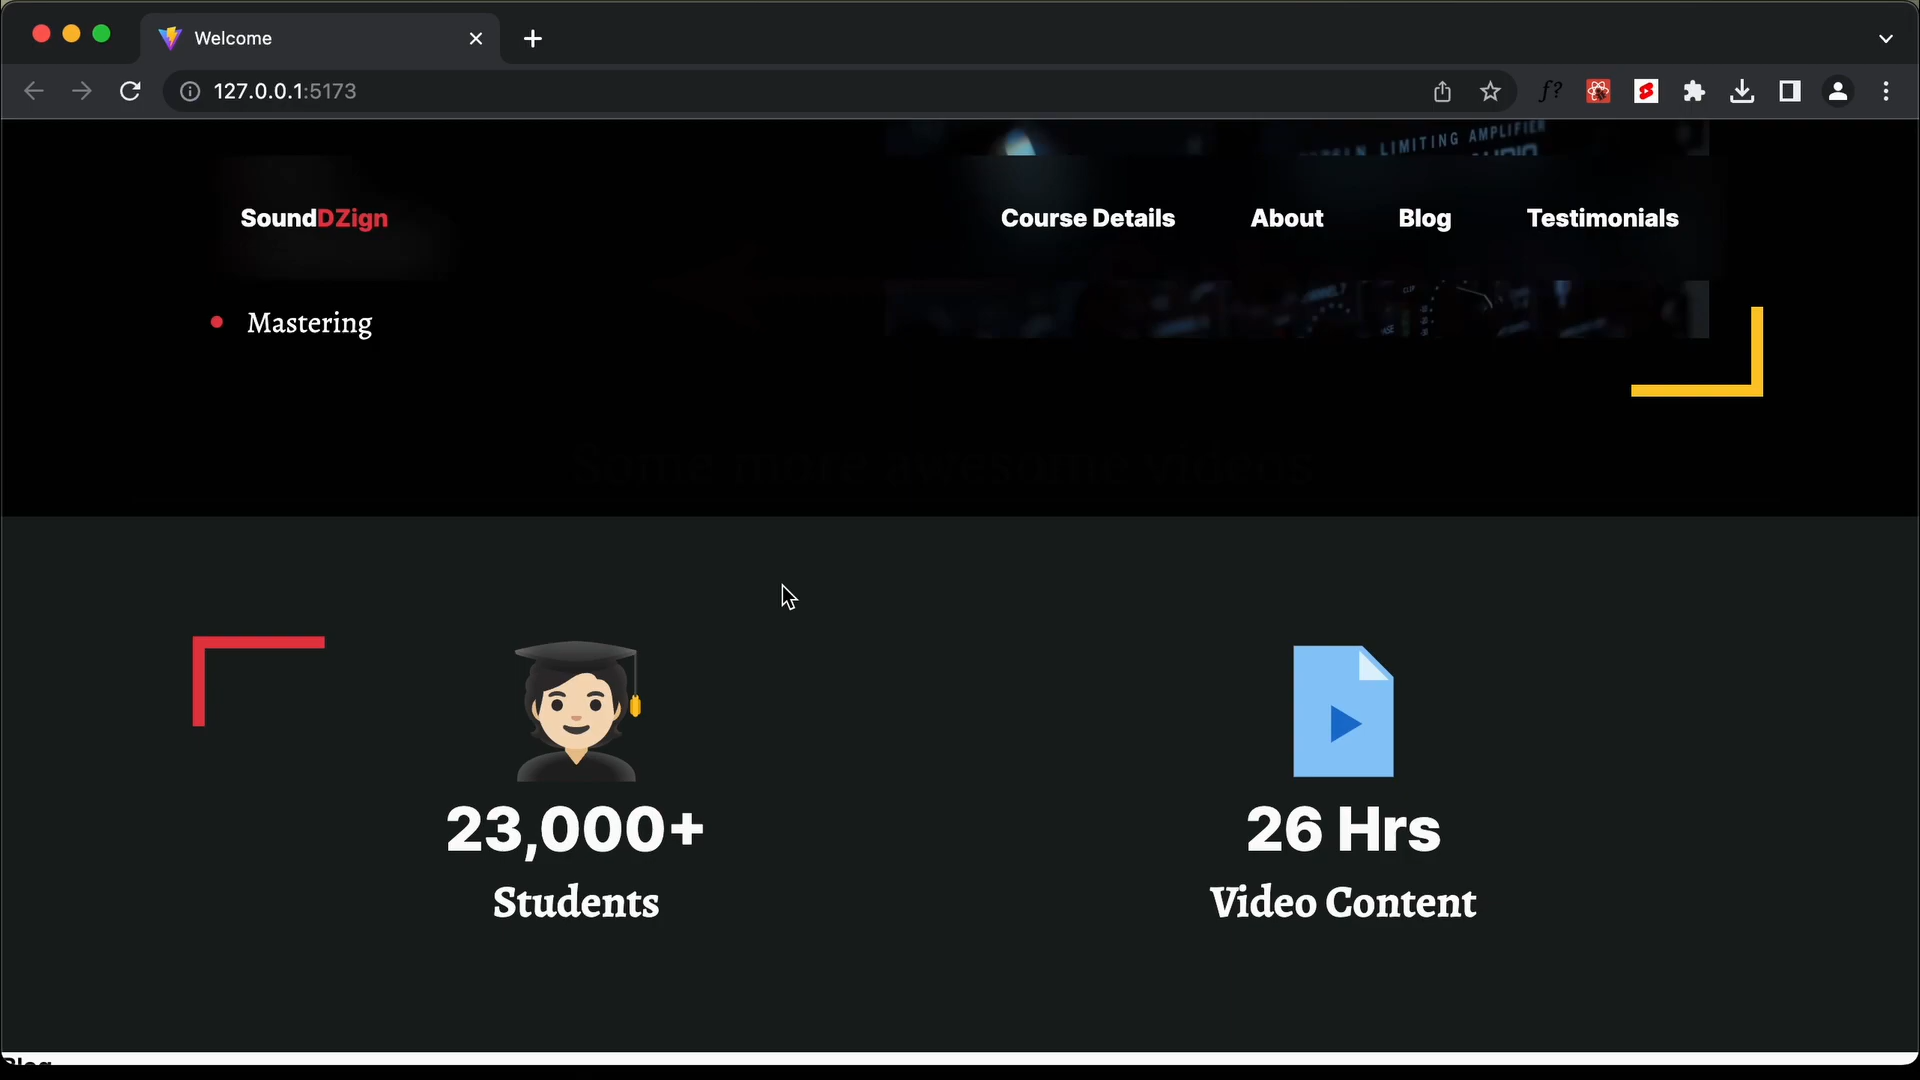 Welcome
127.0.0.1:5173
f?
LIMITING AMPLIFIER
SoundDZign
Course Details
About
Blog
Testimonials
Mastering
Some more awesome videos
23,000+
Students
26 Hrs
Video Content
Blog